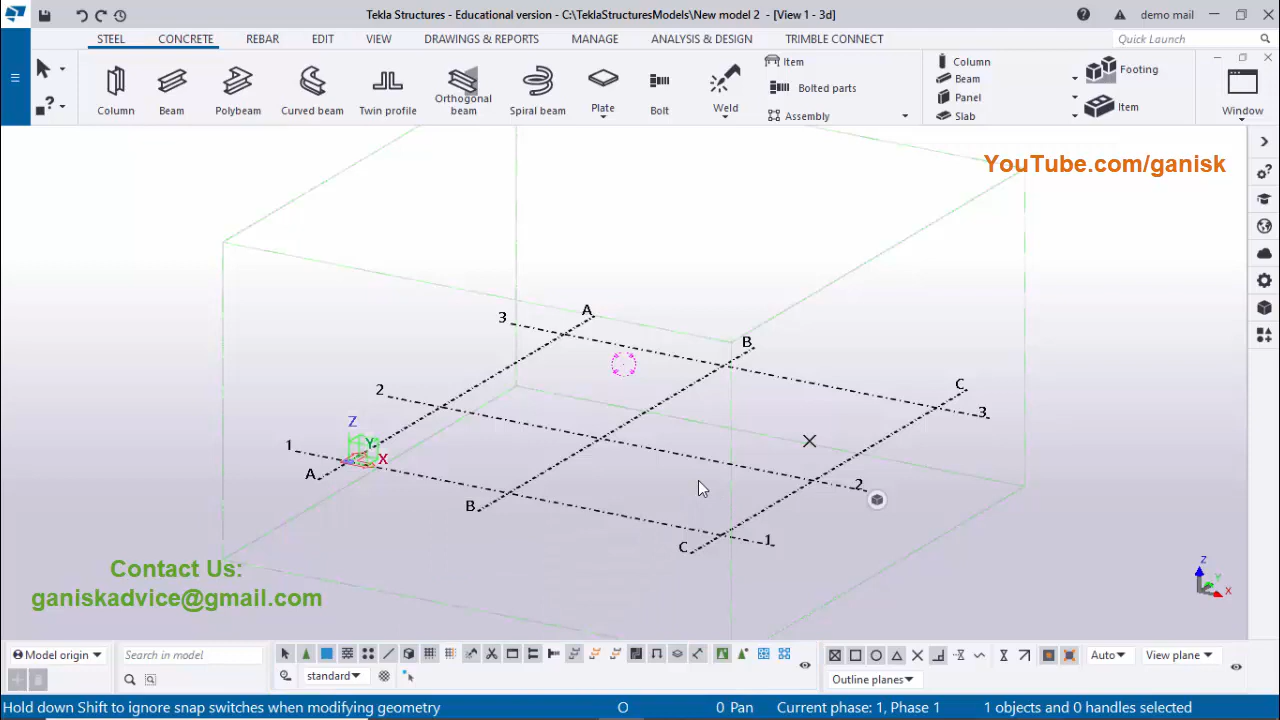 Tekla Structures - Educational version - C:\TeklaStructuresModels\New model 2 - [View 1 - 3d]
demo mail
STEEL CONCRETE REBAR EDIT VIEW DRAWINGS & REPORTS MANAGE ANALYSIS & DESIGN TRIMBLE CONNECT
Quick Launch
Column
Beam
Polybeam
Curved beam
Twin profile
Orthogonal
beam
Spiral beam
Plate
Bolt
Weld
Item
Bolted parts
Assembly
Column
Beam
Panel
Slab
Footing
Item
Window
YouTube.com/ganisk
A
3
B
2
C
3
Z
Y
1
X
A
2
B
1
C
Contact Us:
ganiskadvice@gmail.com
Z
Y
X
Model origin
Search in model
standard
Auto
View plane
Outline planes
Hold down Shift to ignore snap switches when modifying geometry
O
0 Pan
Current phase: 1, Phase 1
1 objects and 0 handles selected